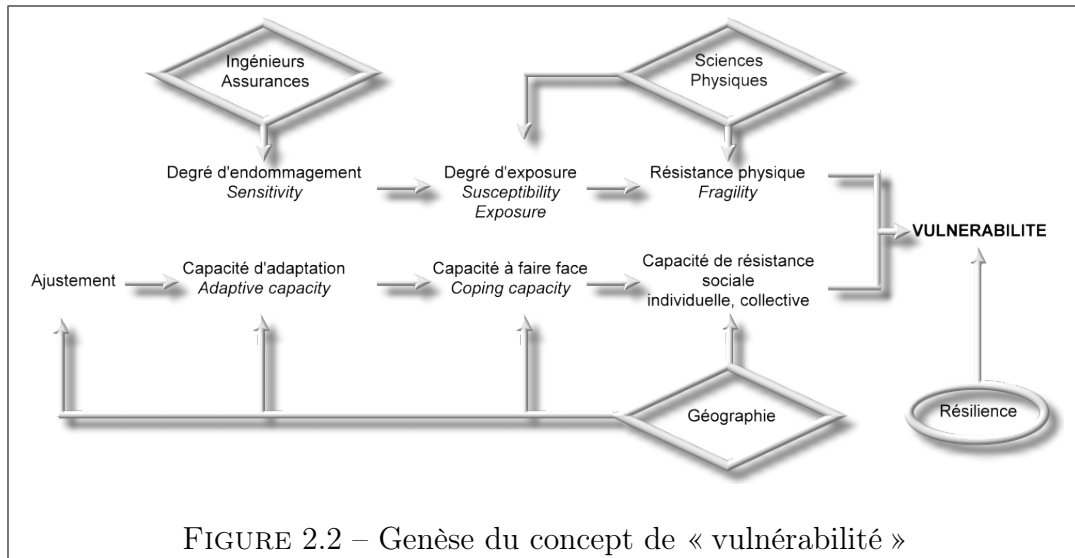 Ingénieurs
Assurances
Sciences
Physiques
Degré d'endommagement
Sensitivity
Degré d'exposure
Susceptibility
Exposure
Résistance physique
Fragility
VULNERABILITE
Ajustement
Capacité d'adaptation
Adaptive capacity
Capacité à faire face
Coping capacity
Capacité de résistance
sociale
individuelle, collective
Géographie
Résilience
FIGURE 2.2 – Genèse du concept de « vulnérabilité »